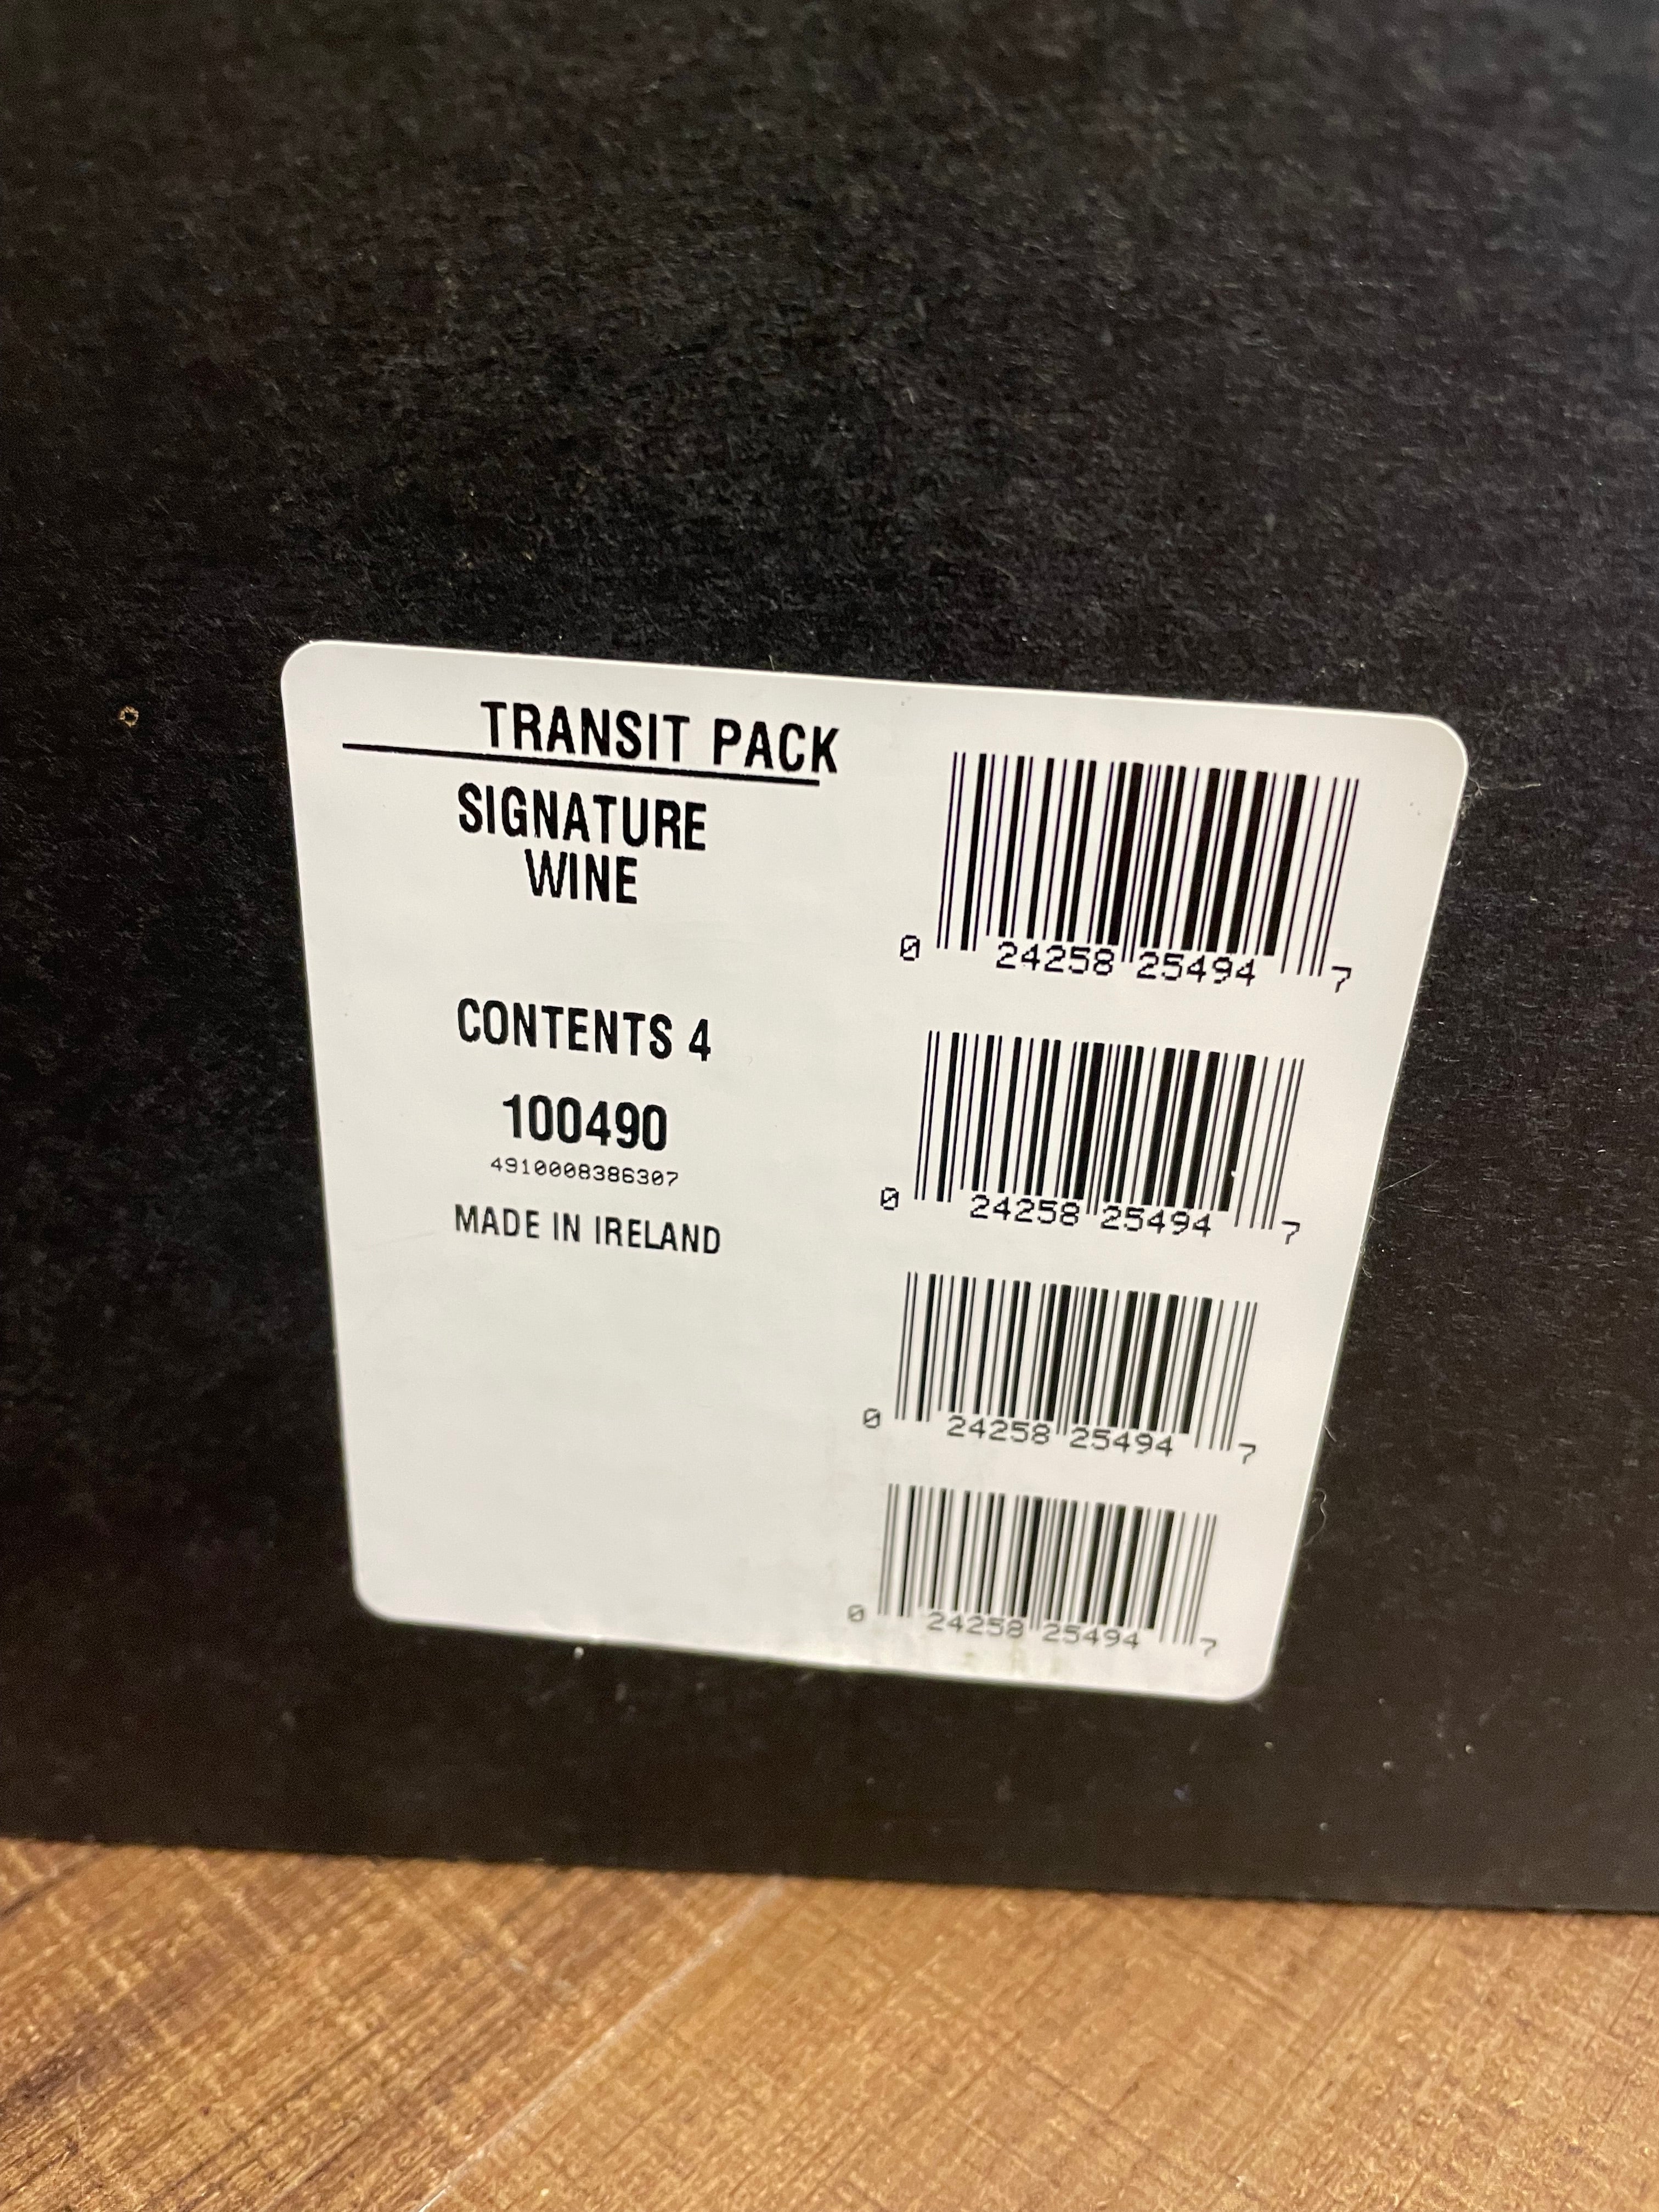 TRANSIT PACK
SIGNATURE
WINE
CONTENTS 4
100490
4910008386307
MADE IN IRELAND
0 24258 25494 7
0 24258 25494 7
0 24258 25494 7
0 24258 25494 7